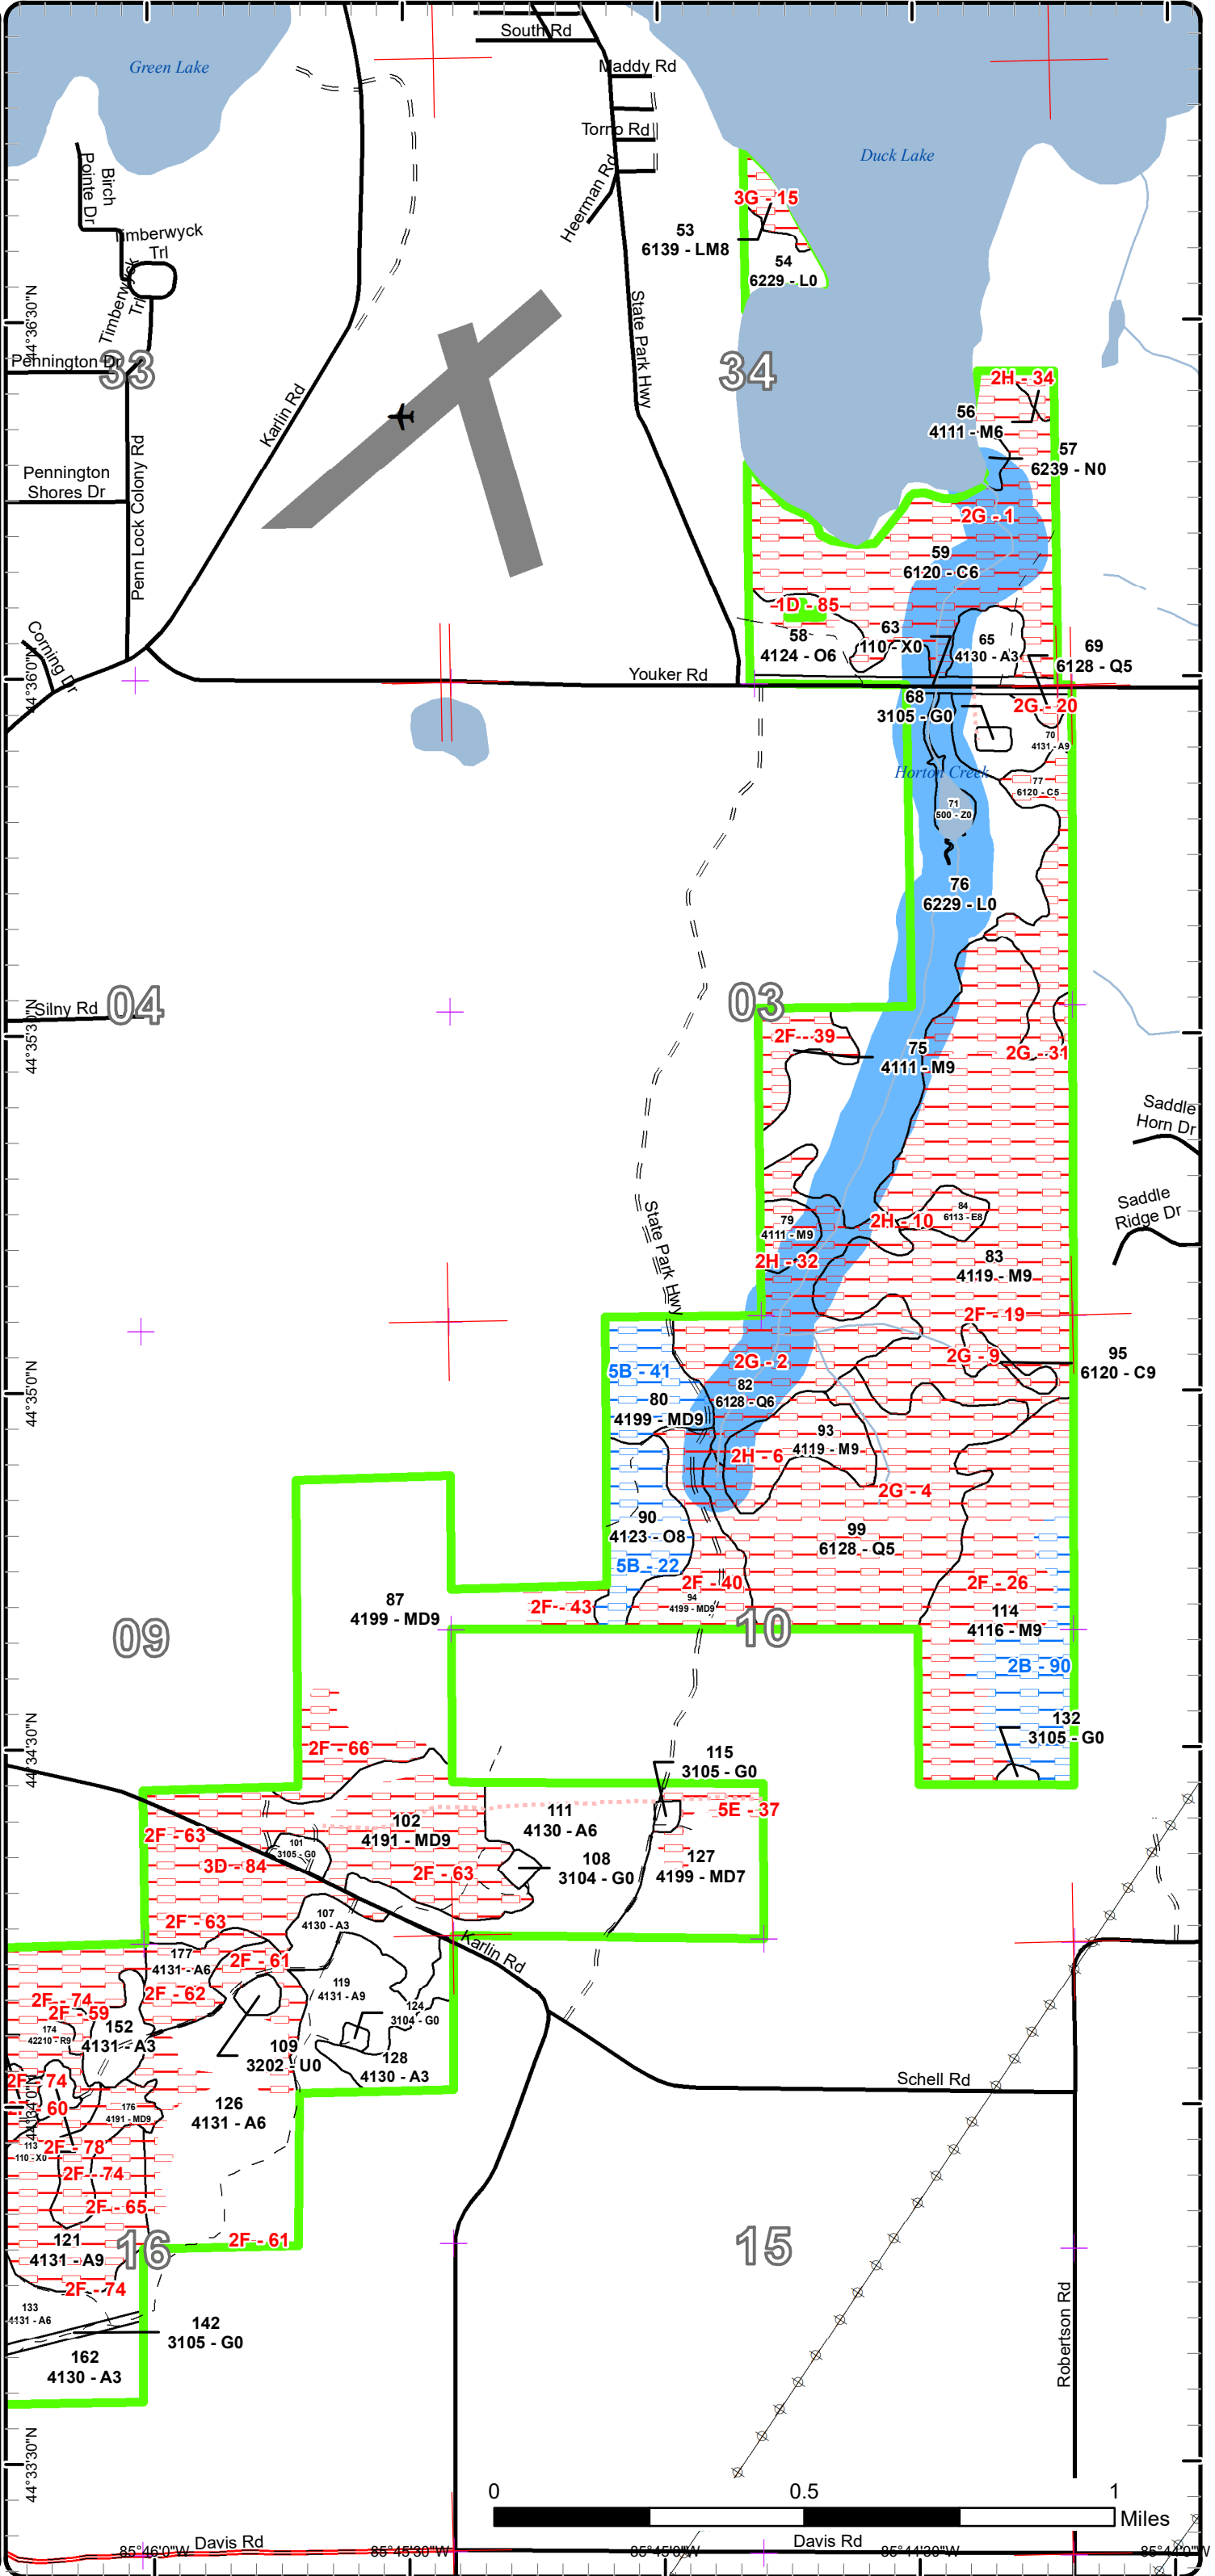 South Rd
Green Lake
Maddy Rd
Torno Rd
Duck Lake
Birch
Pointe Dr
Heerman Rd
3G - 15
53
6139 - LM8
54
6229 - L0
Timberwyck
Trl
Timberwyck
Trl
44°36'30"N
State Park Hwy
Pennington Dr
33
34
Karlin Rd
2H - 34
56
4111 - M6
57
6239 - N0
Pennington
Shores Dr
Penn Lock Colony Rd
2G - 1
59
6120 - C6
1D - 85
58
4124 - O6
63
110 - X0
65
4130 - A3
69
6128 - Q5
Corning Dr
44°36'0"N
Youker Rd
68
3105 - G0
2G - 20
70
4131 - A9
Horton Creek
77
6120 - C5
71
500 - Z0
76
6229 - L0
Silny Rd
04
03
44°35'30"N
2F - 39
75
4111 - M9
2G - 31
Saddle
Horn Dr
Saddle
Ridge Dr
State Park Hwy
79
4111 - M9
2H - 10
84
6113 - E8
2H - 32
83
4119 - M9
2F - 19
5B - 41
2G - 2
2G - 9
95
6120 - C9
44°35'0"N
80
4199 - MD9
82
6128 - Q6
93
4119 - M9
2H - 6
2G - 4
90
4123 - O8
99
6128 - Q5
5B - 22
2F - 40
94
4199 - MD9
2F - 26
87
4199 - MD9
2F - 43
114
4116 - M9
09
10
2B - 90
132
3105 - G0
44°34'30"N
2F - 66
115
3105 - G0
2F - 63
102
4191 - MD9
111
4130 - A6
5E - 37
101
3105 - G0
3D - 84
2F - 63
108
3104 - G0
127
4199 - MD7
2F - 63
107
4130 - A3
Karlin Rd
177
4131 - A6
2F - 61
2F - 62
119
4131 - A9
124
3104 - G0
2F - 74
2F - 59
174
42210 - R9
152
4131 - A3
109
3202 - U0
128
4130 - A3
Schell Rd
2F - 74
60
44°34'0"N
176
4191 - MD9
126
4131 - A6
113
110 - X0
2F - 78
2F - 74
2F - 65
2F - 61
121
4131 - A9
16
15
2F - 74
133
4131 - A6
142
3105 - G0
162
4130 - A3
Robertson Rd
44°33'30"N
0
0.5
1
Miles
Davis Rd
Davis Rd
85°46'0"W
85°45'30"W
85°45'0"W
85°44'30"W
85°44'0"W